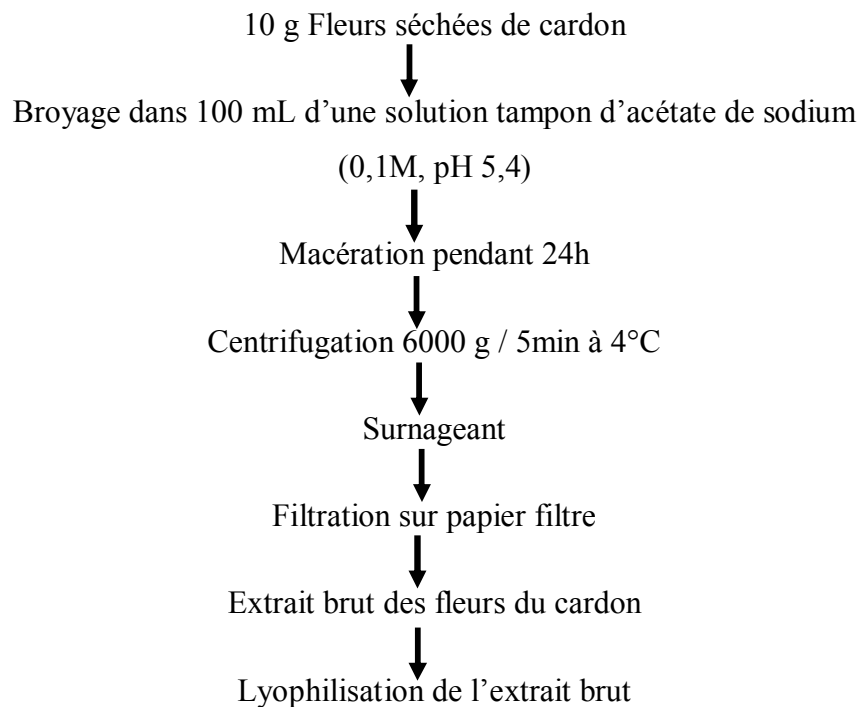 10 g Fleurs séchées de cardon
Broyage dans 100 mL d’une solution tampon d’acétate de sodium
(0,1M, pH 5,4)
Macération pendant 24h
Centrifugation 6000 g / 5min à 4°C
Surnageant
Filtration sur papier filtre
Extrait brut des fleurs du cardon
Lyophilisation de l’extrait brut